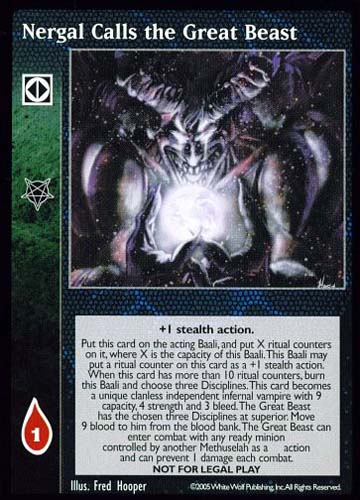 Nergal Calls the Great Beast
+1 stealth action.
Put this card on the acting Baali, and put X ritual counters
on it, where X is the capacity of this Baali. This Baali may
put a ritual counter on this card as a +1 stealth action.
When this card has more than 10 ritual counters, burn
this Baali and choose three Disciplines. This card becomes
a unique clanless independent infernal vampire with 9
capacity, 4 strength and 3 bleed. The Great Beast
has the chosen three Disciplines at superior. Move
9 blood to him from the blood bank. The Great Beast can
enter combat with any ready minion
controlled by another Methuselah as a action
and can prevent 1 damage each combat.
NOT FOR LEGAL PLAY
1
Illus. Fred Hooper
©2005 White Wolf Publishing, Inc. All Rights Reserved.